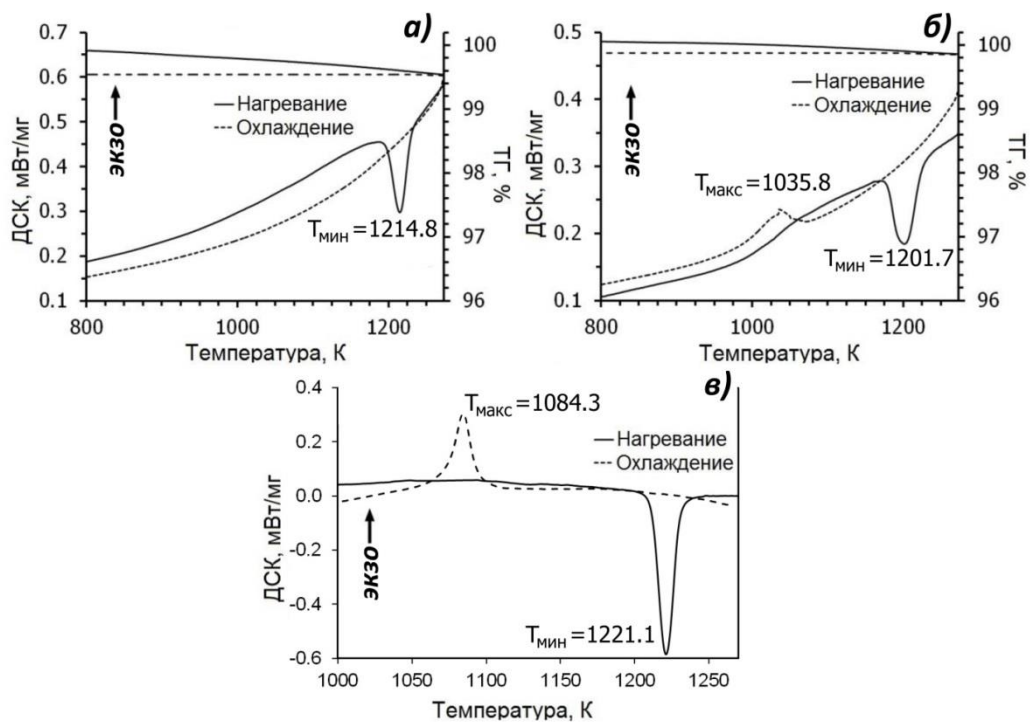 а)
0.7
0.6
0.5
0.4
0.3
0.2
0.1
ДСК, мВт/мг
ЭКЗО
Нагревание
Охлаждение
Tмин=1214.8
100
99
98
97
96
ТГ, %
800
1000
1200
Температура, К
б)
0.5
0.4
0.3
0.2
0.1
ДСК, мВт/мг
ЭКЗО
Нагревание
Охлаждение
Tмакс=1035.8
Tмин=1201.7
100
99
98
97
96
ТГ, %
800
1000
1200
Температура, К
в)
0.4
0.2
0.0
-0.2
-0.4
-0.6
ДСК, мВт/мг
Tмакс=1084.3
Нагревание
Охлаждение
ЭКЗО
Tмин=1221.1
1000
1050
1100
1150
1200
1250
Температура, К